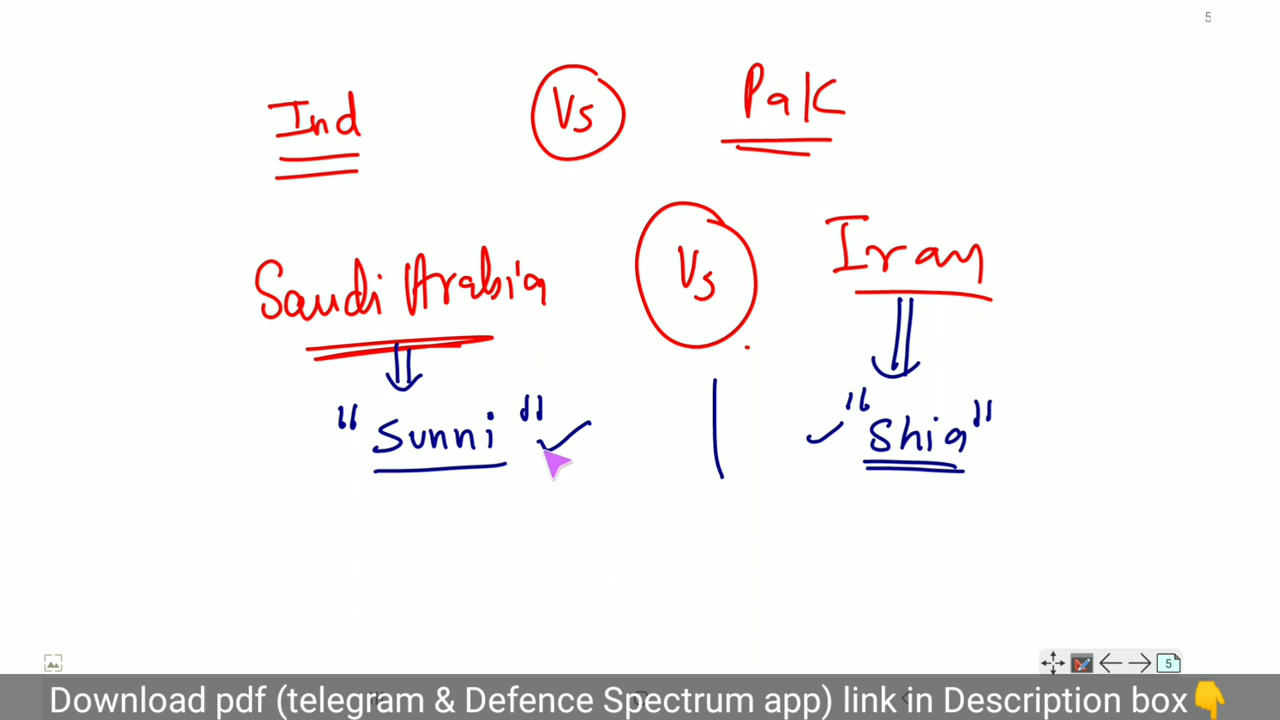 5
Ind Vs Pak
Saudi Arabia Vs Iran
"Sunni" "Shia"
5
Download pdf (telegram & Defence Spectrum app) link in Description box👇